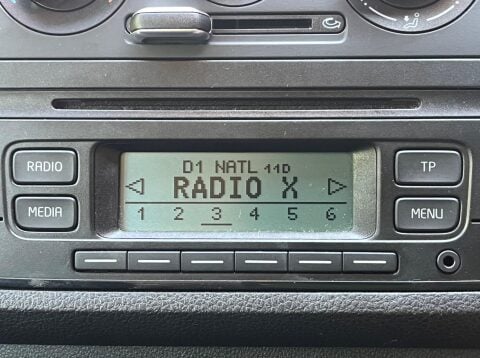 RADIO
MEDIA
D1 NATL 11D
RADIO X
1 2 3 4 5 6
TP
MENU